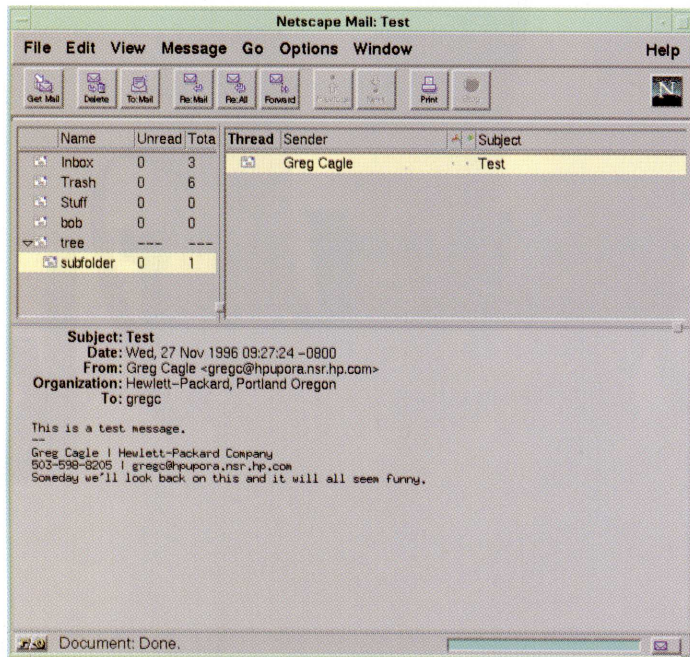 Netscape Mail: Test
File Edit View Message Go Options Window Help
Get Mail Delete To: Mail Re: Mail Re: All Forward Next Print Stop
N
Name Unread Tota Thread Sender Subject
Inbox 0 3 Greg Cagle Test
Trash 0 6
Stuff 0 0
bob 0 0
tree --- ---
subfolder 0 1
Subject: Test
Date: Wed, 27 Nov 1996 09:27:24 -0800
From: Greg Cagle <gregc@hpupora.nsr.hp.com>
Organization: Hewlett-Packard, Portland Oregon
To: gregc
This is a test message.
--
Greg Cagle | Hewlett-Packard Company
503-598-8205 | gregc@hpupora.nsr.hp.com
Someday we'll look back on this and it will all seem funny.
Document: Done.